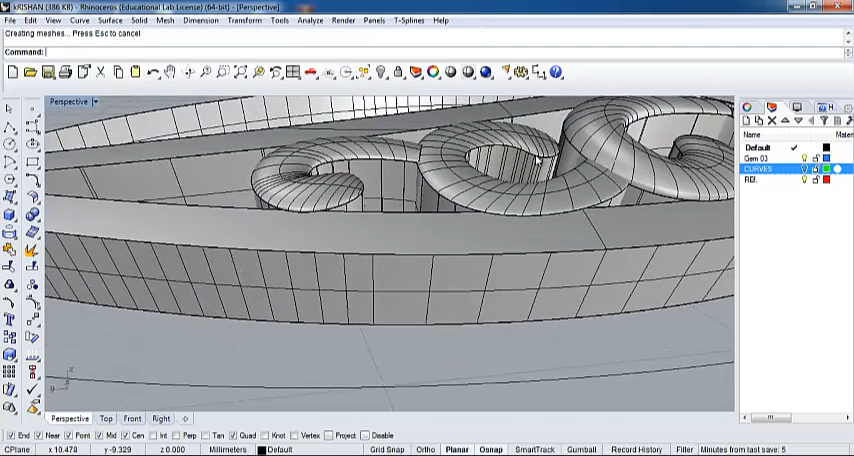 kRISHAN (386 KB) - Rhinoceros (Educational Lab License) (64-bit) - [Perspective]
File Edit View Curve Surface Solid Mesh Dimension Transform Tools Analyze Render Panels T-Splines Help
Creating meshes... Press Esc to cancel
Command:
Perspective
Name Mater
Default
Gem 03
CURVES
REF.
z
y
Perspective Top Front Right
End Near Point Mid Cen Int Perp Tan Quad Knot Vertex Project Disable
CPlane x 10.478 y -9.329 z 0.000 Millimeters Default Grid Snap Ortho Planar Osnap SmartTrack Gumball Record History Filter Minutes from last save: 5